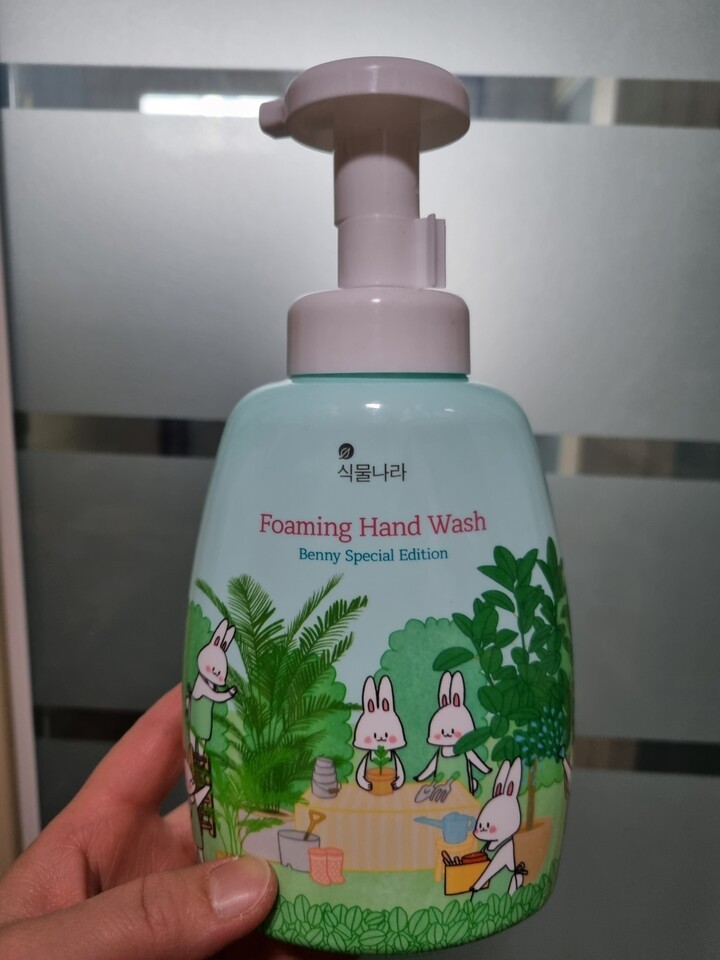 식물나라
Foaming Hand Wash
Benny Special Edition